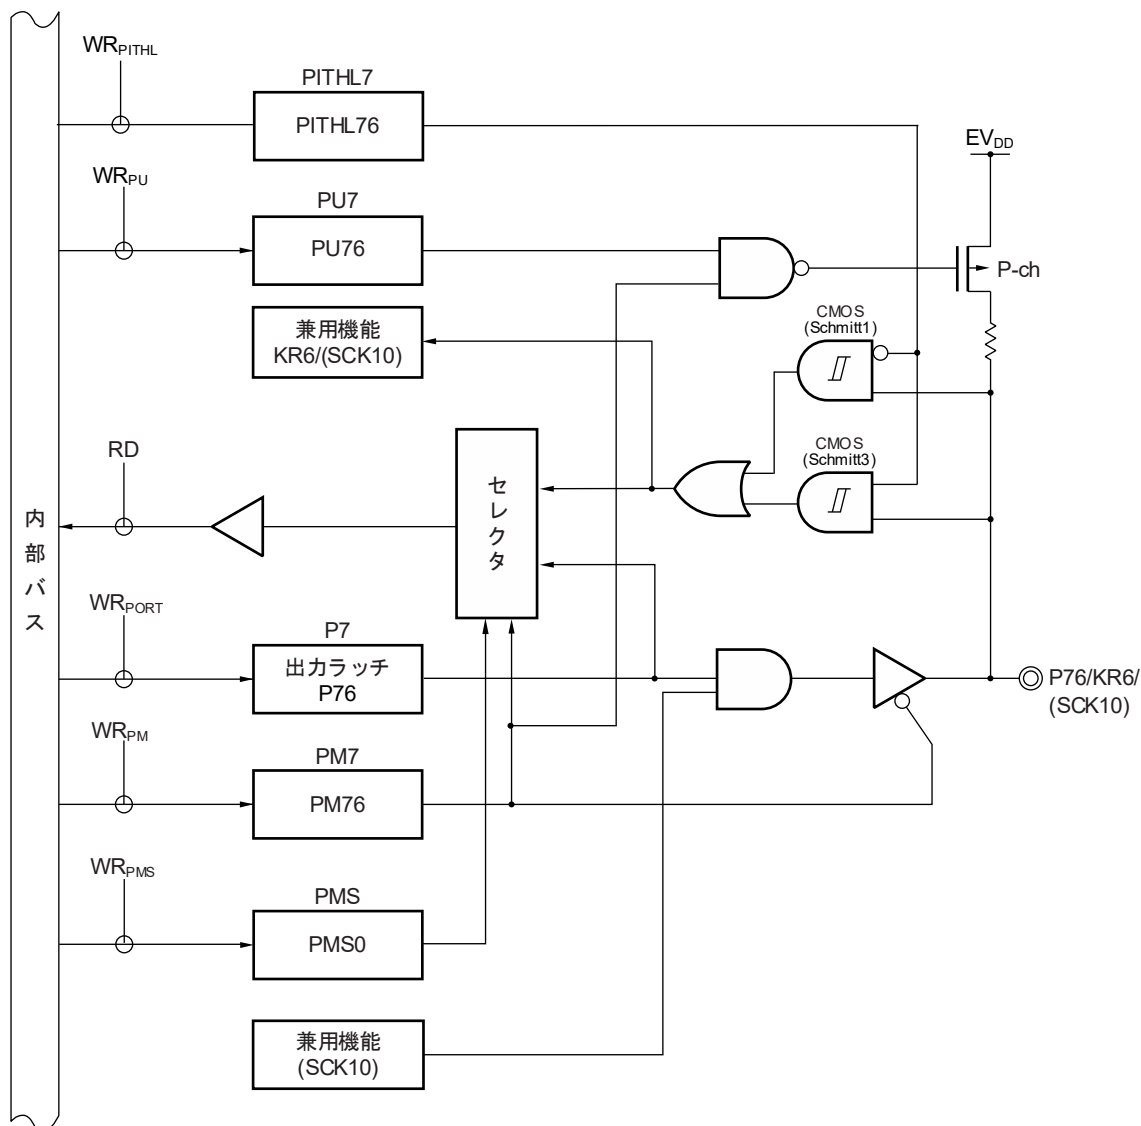 WRPITHL
PITHL7
PITHL76
EVDD
WRPU
PU7
PU76
P-ch
兼用機能
KR6/(SCK10)
CMOS
(Schmitt1)
RD
セレクタ
CMOS
(Schmitt3)
内部バス
WRPORT
P7
出力ラッチ
P76
P76/KR6/
(SCK10)
WRPM
PM7
PM76
WRPMS
PMS
PMS0
兼用機能
(SCK10)